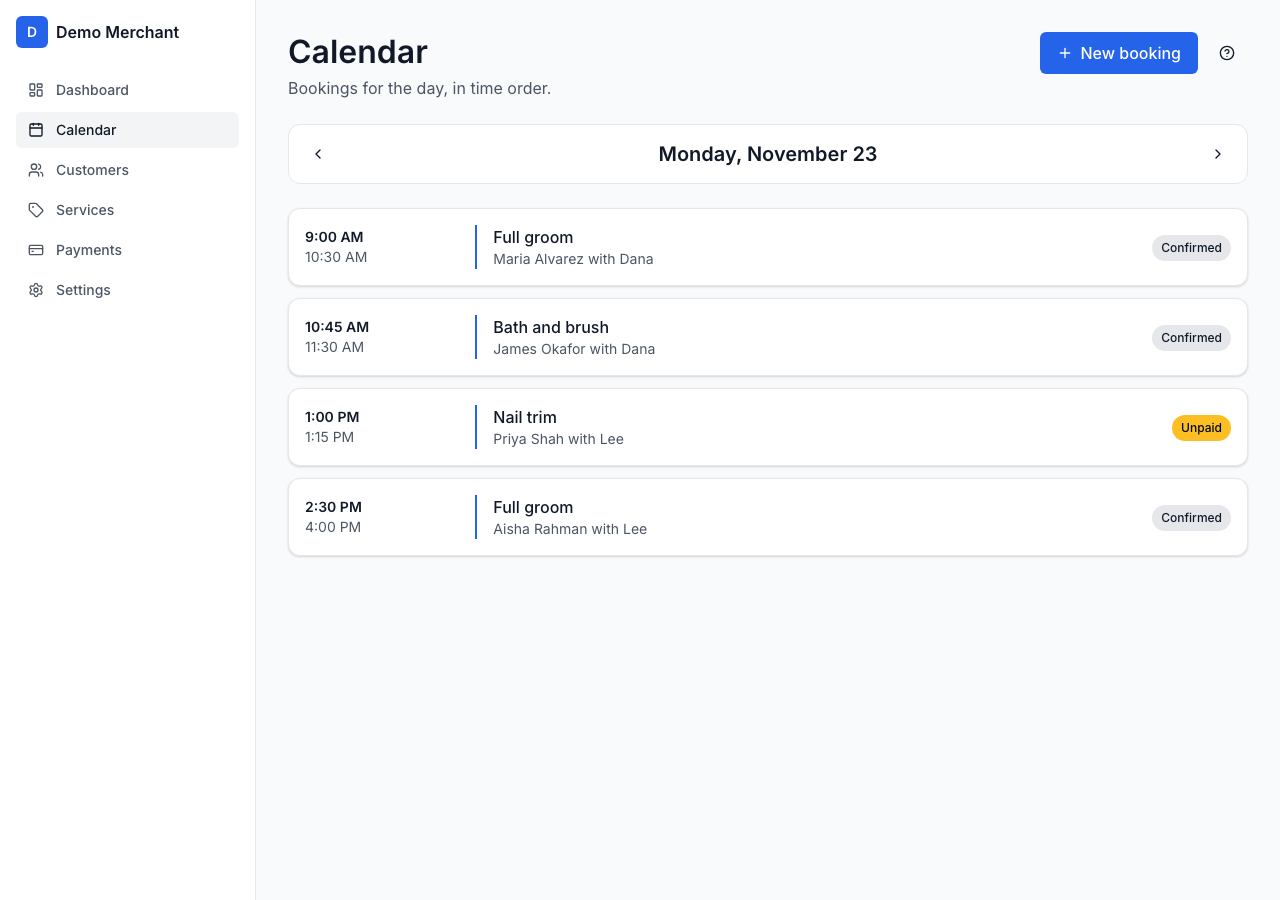 D
Demo Merchant
Dashboard
Calendar
Customers
Services
Payments
Settings
Calendar
Bookings for the day, in time order.
New booking
Monday, November 23
9:00 AM
10:30 AM
Full groom
Maria Alvarez with Dana
Confirmed
10:45 AM
11:30 AM
Bath and brush
James Okafor with Dana
Confirmed
1:00 PM
1:15 PM
Nail trim
Priya Shah with Lee
Unpaid
2:30 PM
4:00 PM
Full groom
Aisha Rahman with Lee
Confirmed